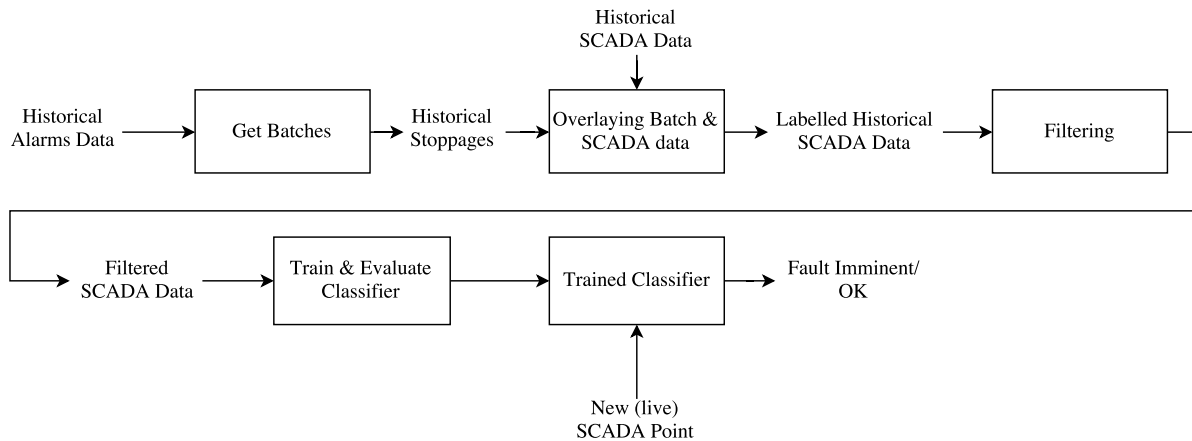 Historical
SCADA Data
Historical
Alarms Data
Get Batches
Historical
Stoppages
Overlaying Batch &
SCADA data
Labelled Historical
SCADA Data
Filtering
Filtered
SCADA Data
Train & Evaluate
Classifier
Trained Classifier
Fault Imminent/
OK
New (live)
SCADA Point